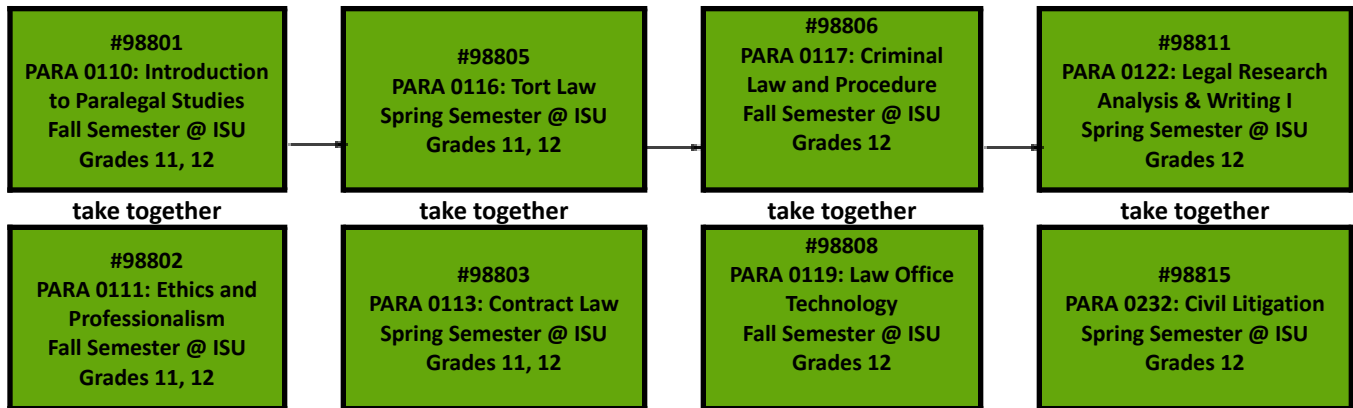 #98801
PARA 0110: Introduction
to Paralegal Studies
Fall Semester @ ISU
Grades 11, 12
#98805
PARA 0116: Tort Law
Spring Semester @ ISU
Grades 11, 12
#98806
PARA 0117: Criminal
Law and Procedure
Fall Semester @ ISU
Grades 12
#98811
PARA 0122: Legal Research
Analysis & Writing I
Spring Semester @ ISU
Grades 12
take together
take together
take together
take together
#98802
PARA 0111: Ethics and
Professionalism
Fall Semester @ ISU
Grades 11, 12
#98803
PARA 0113: Contract Law
Spring Semester @ ISU
Grades 11, 12
#98808
PARA 0119: Law Office
Technology
Fall Semester @ ISU
Grades 12
#98815
PARA 0232: Civil Litigation
Spring Semester @ ISU
Grades 12